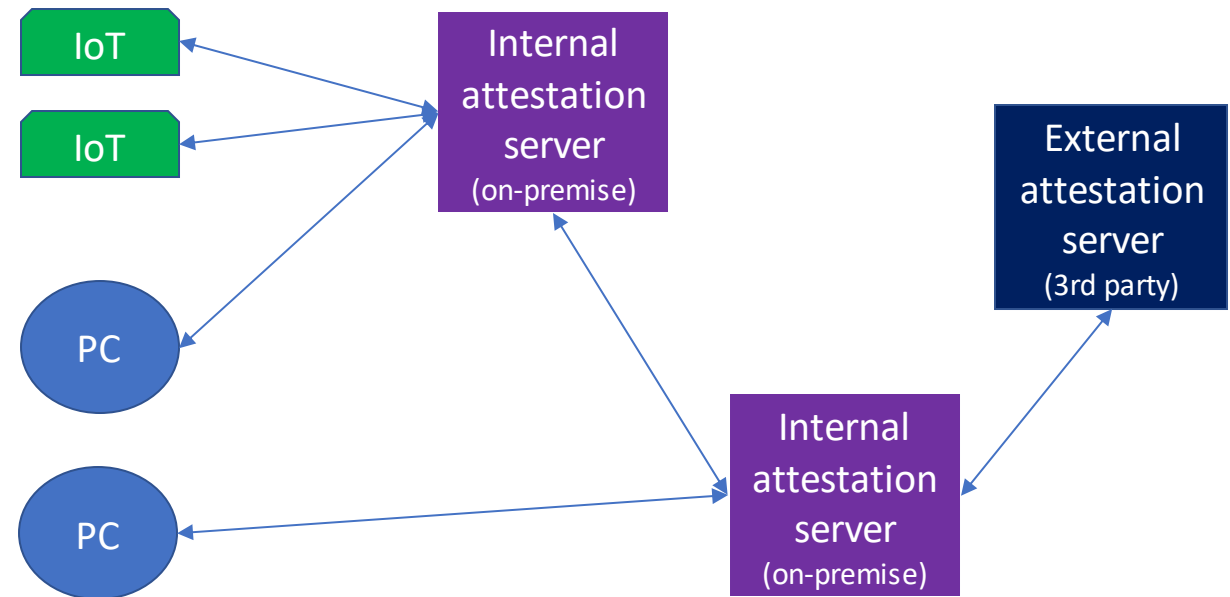 IoT
IoT
PC
PC
Internal
attestation
server
(on-premise)
Internal
attestation
server
(on-premise)
External
attestation
server
(3rd party)